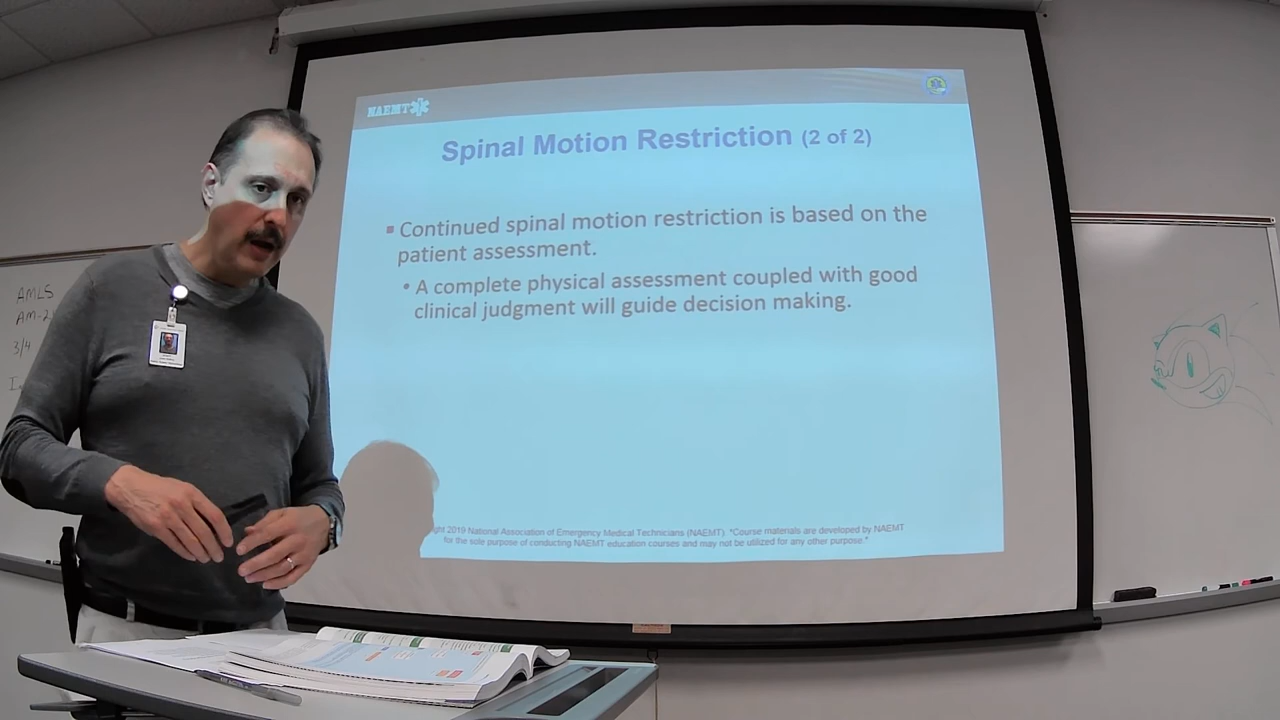 NAEMT
Spinal Motion Restriction (2 of 2)
Continued spinal motion restriction is based on the
patient assessment.
A complete physical assessment coupled with good
clinical judgment will guide decision making.
ght 2019 National Association of Emergency Medical Technicians (NAEMT). *Course materials are developed by NAEMT
for the sole purpose of conducting NAEMT education courses and may not be utilized for any other purpose.*
AMLS
AM-2
3/4